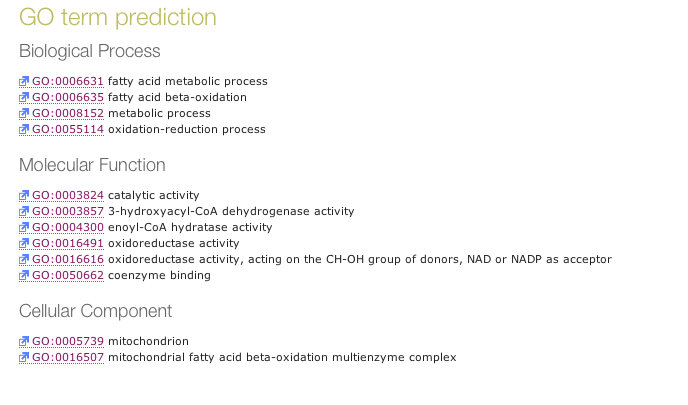 GO term prediction
Biological Process
GO:0006631 fatty acid metabolic process
GO:0006635 fatty acid beta-oxidation
GO:0008152 metabolic process
GO:0055114 oxidation-reduction process
Molecular Function
GO:0003824 catalytic activity
GO:0003857 3-hydroxyacyl-CoA dehydrogenase activity
GO:0004300 enoyl-CoA hydratase activity
GO:0016491 oxidoreductase activity
GO:0016616 oxidoreductase activity, acting on the CH-OH group of donors, NAD or NADP as acceptor
GO:0050662 coenzyme binding
Cellular Component
GO:0005739 mitochondrion
GO:0016507 mitochondrial fatty acid beta-oxidation multienzyme complex